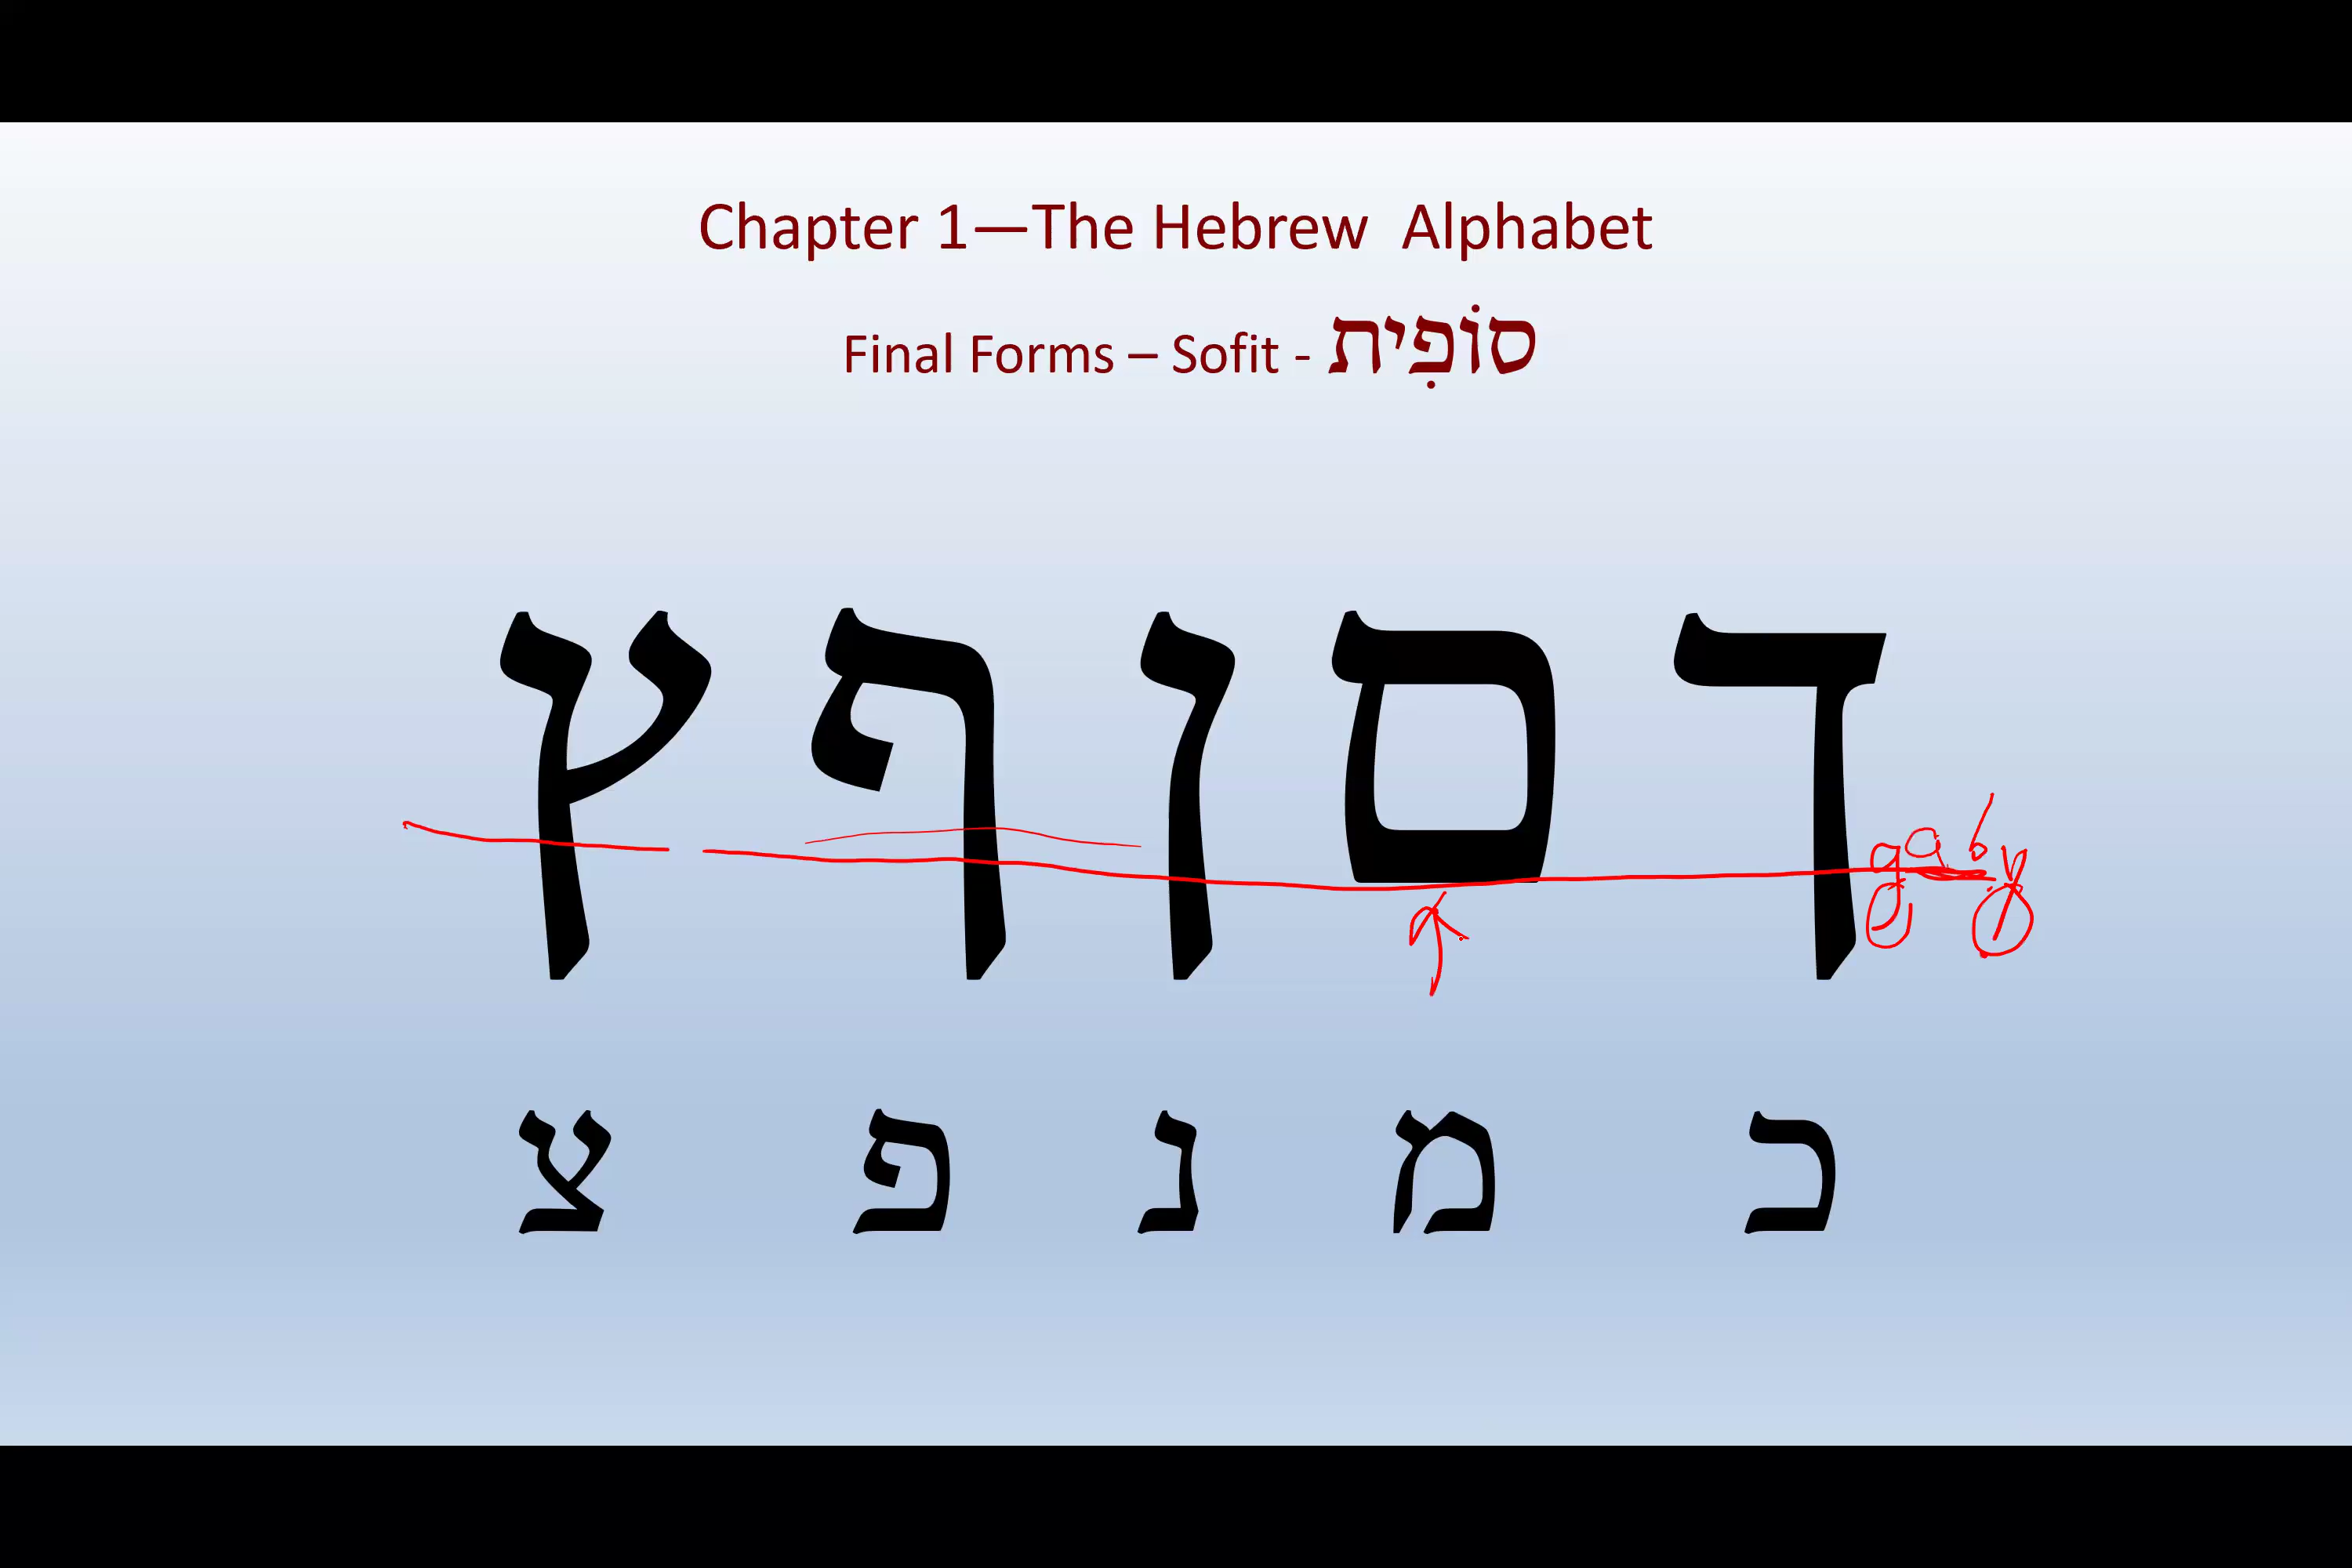 Chapter 1—The Hebrew Alphabet
Final Forms – Sofit - סוֹפִית
ך ם ן ף ץ
כ מ נ פ צ